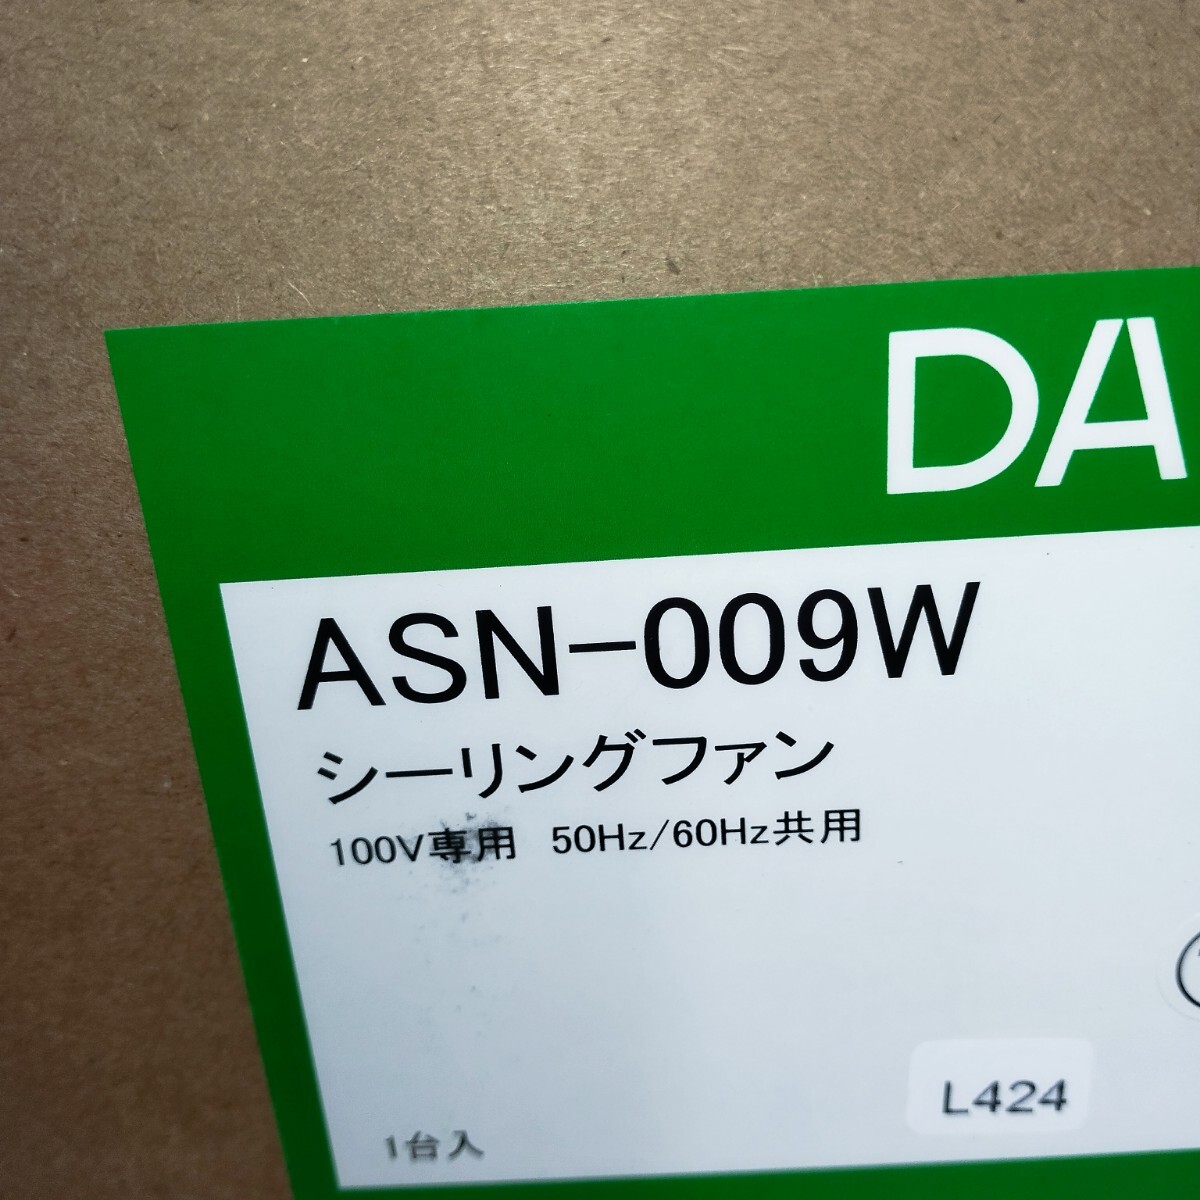 DA
ASN-009W
シーリングファン
100V専用 50Hz/60Hz共用
L424
1台入